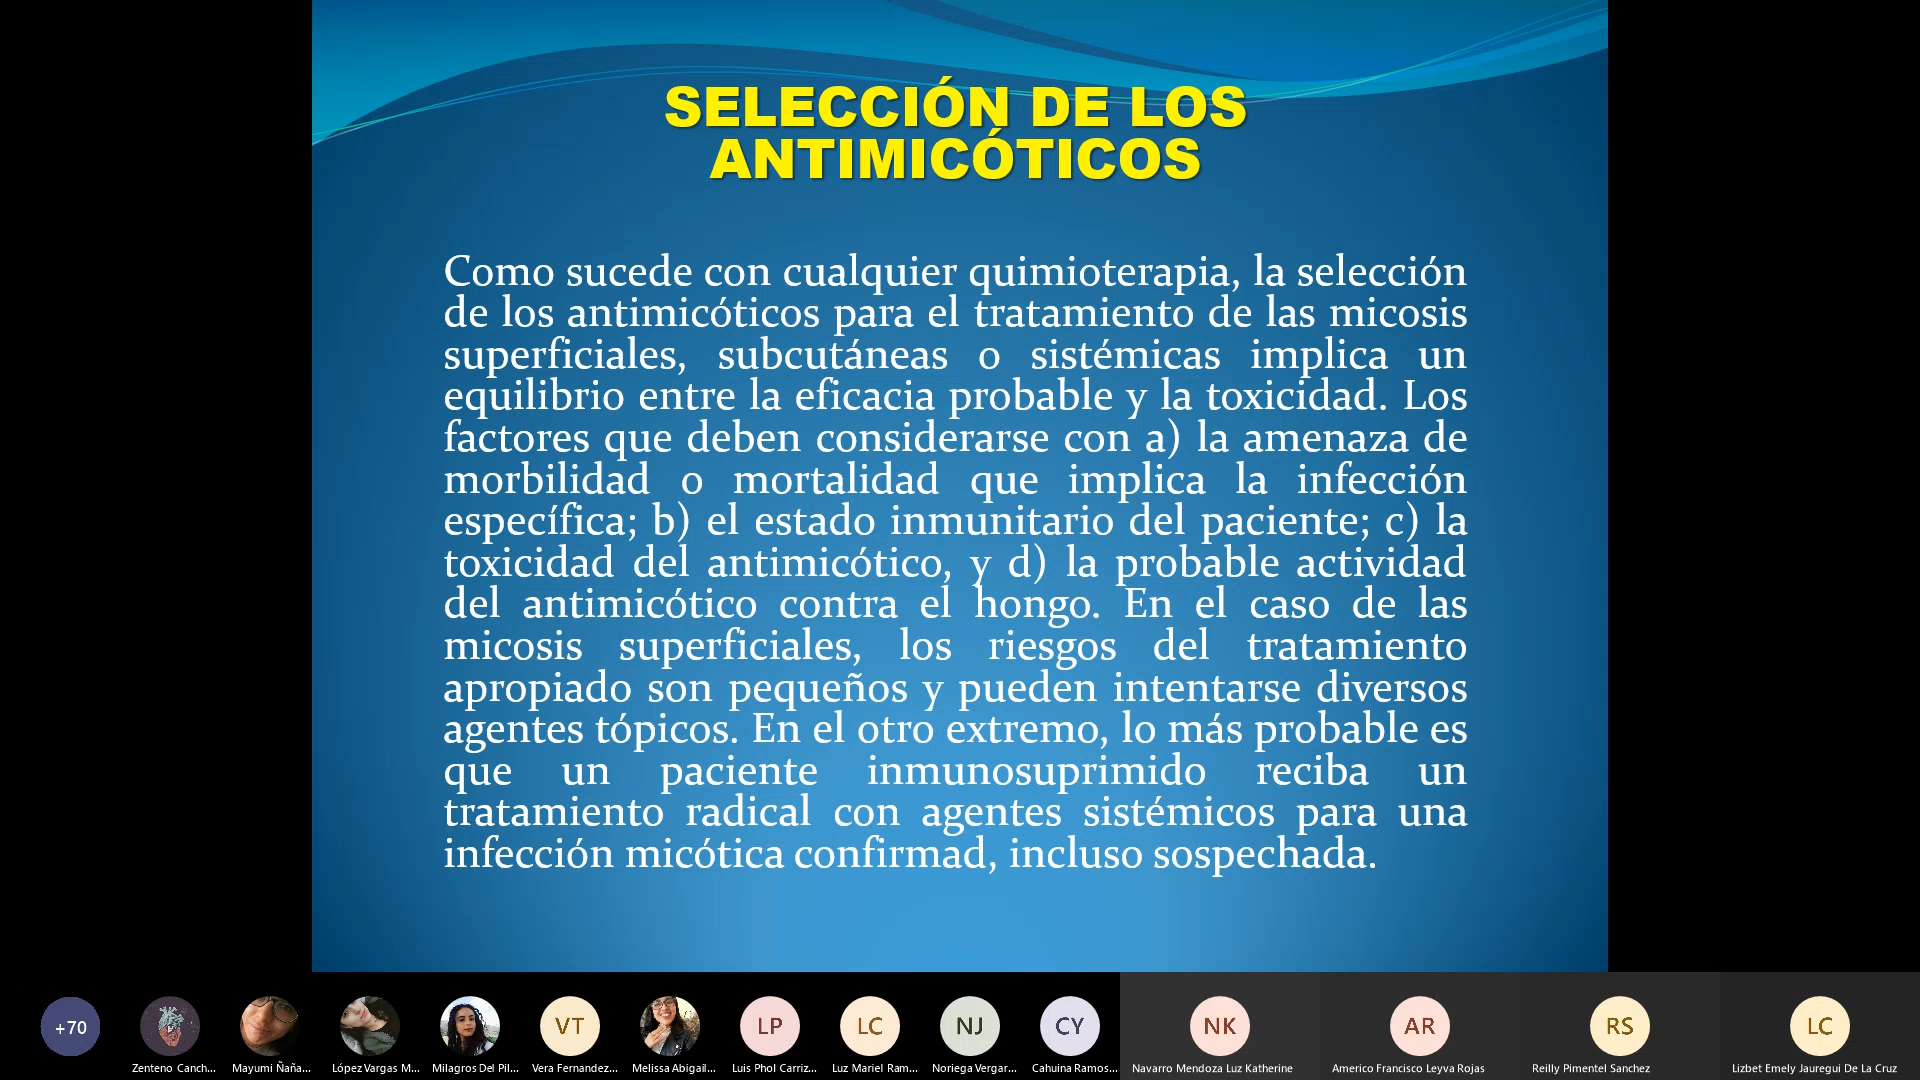 SELECCIÓN DE LOS
ANTIMICÓTICOS
Como sucede con cualquier quimioterapia, la selección
de los antimicóticos para el tratamiento de las micosis
superficiales, subcutáneas o sistémicas implica un
equilibrio entre la eficacia probable y la toxicidad. Los
factores que deben considerarse con a) la amenaza de
morbilidad o mortalidad que implica la infección
específica; b) el estado inmunitario del paciente; c) la
toxicidad del antimicótico, y d) la probable actividad
del antimicótico contra el hongo. En el caso de las
micosis superficiales, los riesgos del tratamiento
apropiado son pequeños y pueden intentarse diversos
agentes tópicos. En el otro extremo, lo más probable es
que un paciente inmunosuprimido reciba un
tratamiento radical con agentes sistémicos para una
infección micótica confirmad, incluso sospechada.
+70
VT
LP
LC
NJ
CY
NK
AR
RS
LC
Zenteno Canch...
Mayumi Ñaña...
López Vargas M...
Milagros Del Pil...
Vera Fernandez...
Melissa Abigail...
Luis Phol Carriz...
Luz Mariel Ram...
Noriega Vergar...
Cahuina Ramos...
Navarro Mendoza Luz Katherine
Americo Francisco Leyva Rojas
Reilly Pimentel Sanchez
Lizbet Emely Jauregui De La Cruz